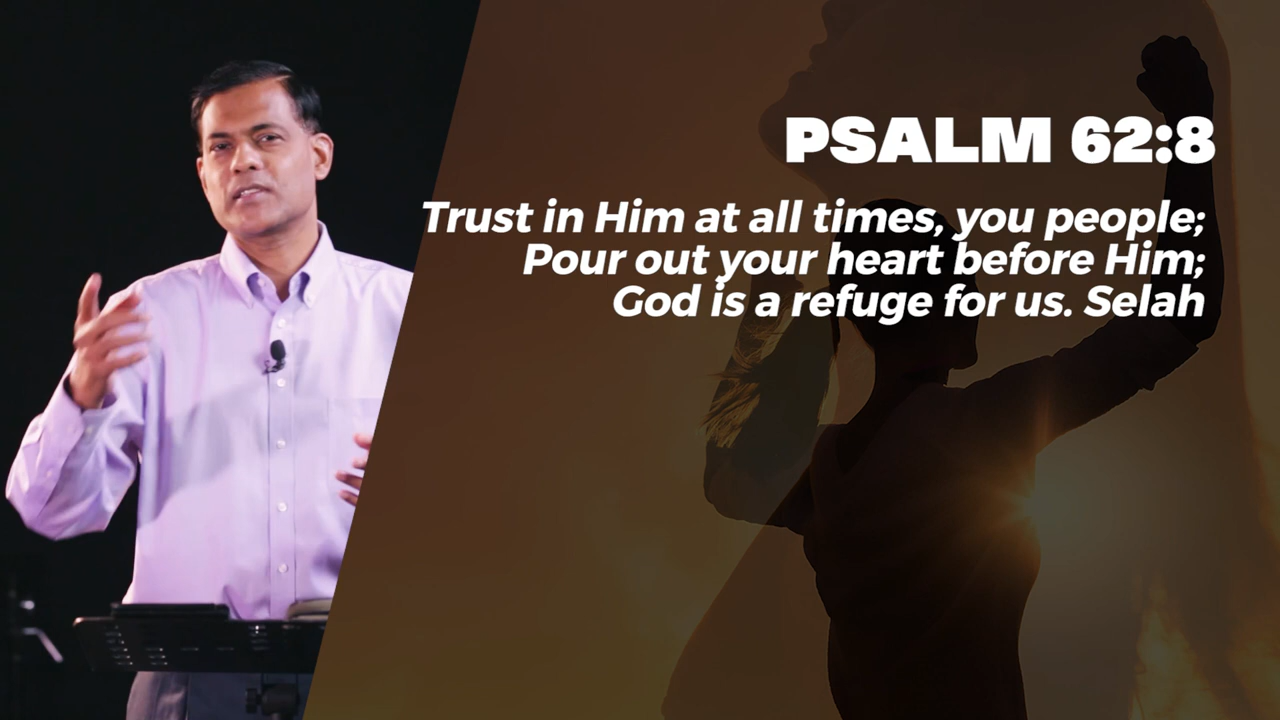 PSALM 62:8
Trust in Him at all times, you people;
Pour out your heart before Him;
God is a refuge for us. Selah